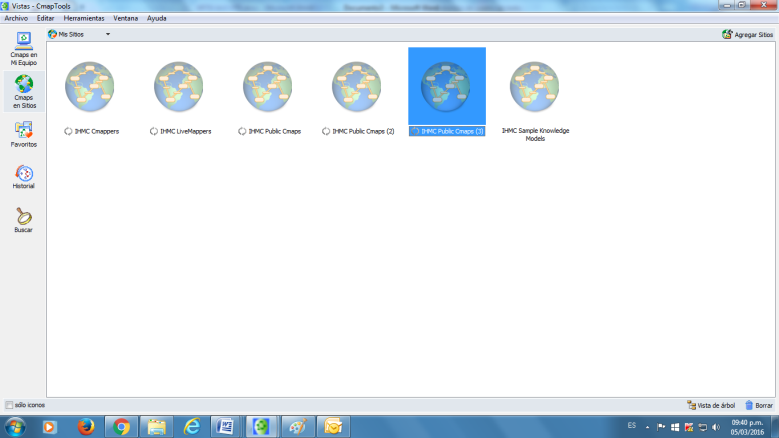 Vistas - CmapTools
Archivo Editar Herramientas Ventana Ayuda
Mis Sitios
Agregar Sitios
Cmaps en
Mi Equipo
Cmaps
en Sitios
Favoritos
Historial
Buscar
IHMC Cmappers
IHMC LiveMappers
IHMC Public Cmaps
IHMC Public Cmaps (2)
IHMC Public Cmaps (3)
IHMC Sample Knowledge
Models
sólo iconos
Vista de árbol
Borrar
ES
09:40 p.m.
05/03/2016